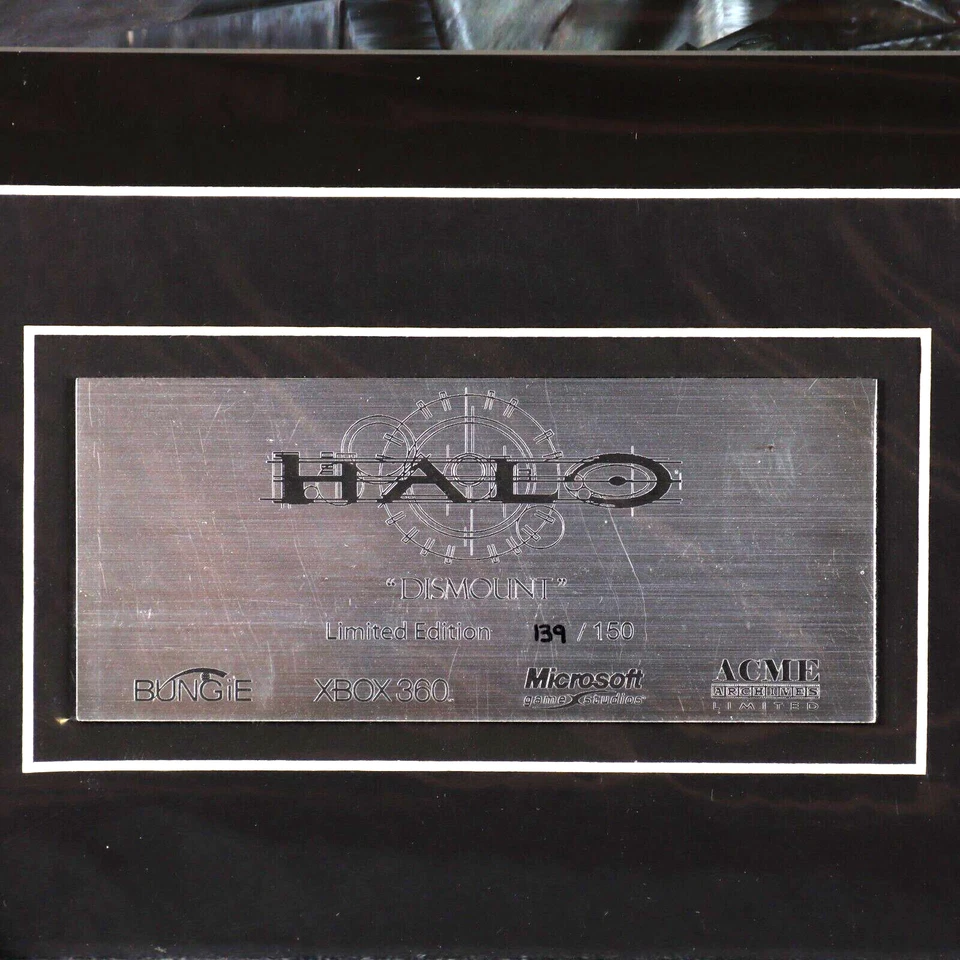 HALO
“DISMOUNT”
Limited Edition 139 / 150
BUNGiE XBOX 360 Microsoft game studios ACME ARCHIVES LIMITED